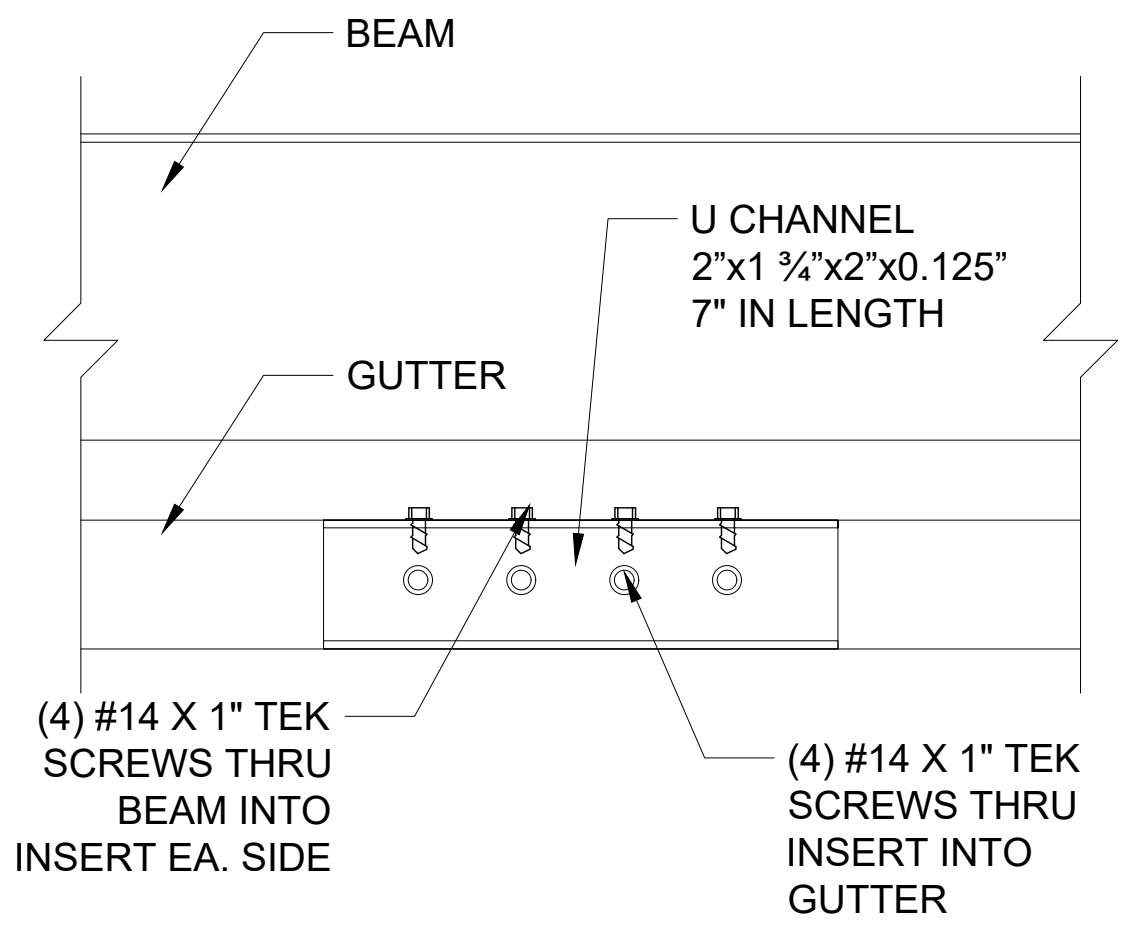 BEAM
U CHANNEL
2”x1 ¾”x2”x0.125”
7" IN LENGTH
GUTTER
(4) #14 X 1" TEK
SCREWS THRU
BEAM INTO
INSERT EA. SIDE
(4) #14 X 1" TEK
SCREWS THRU
INSERT INTO
GUTTER